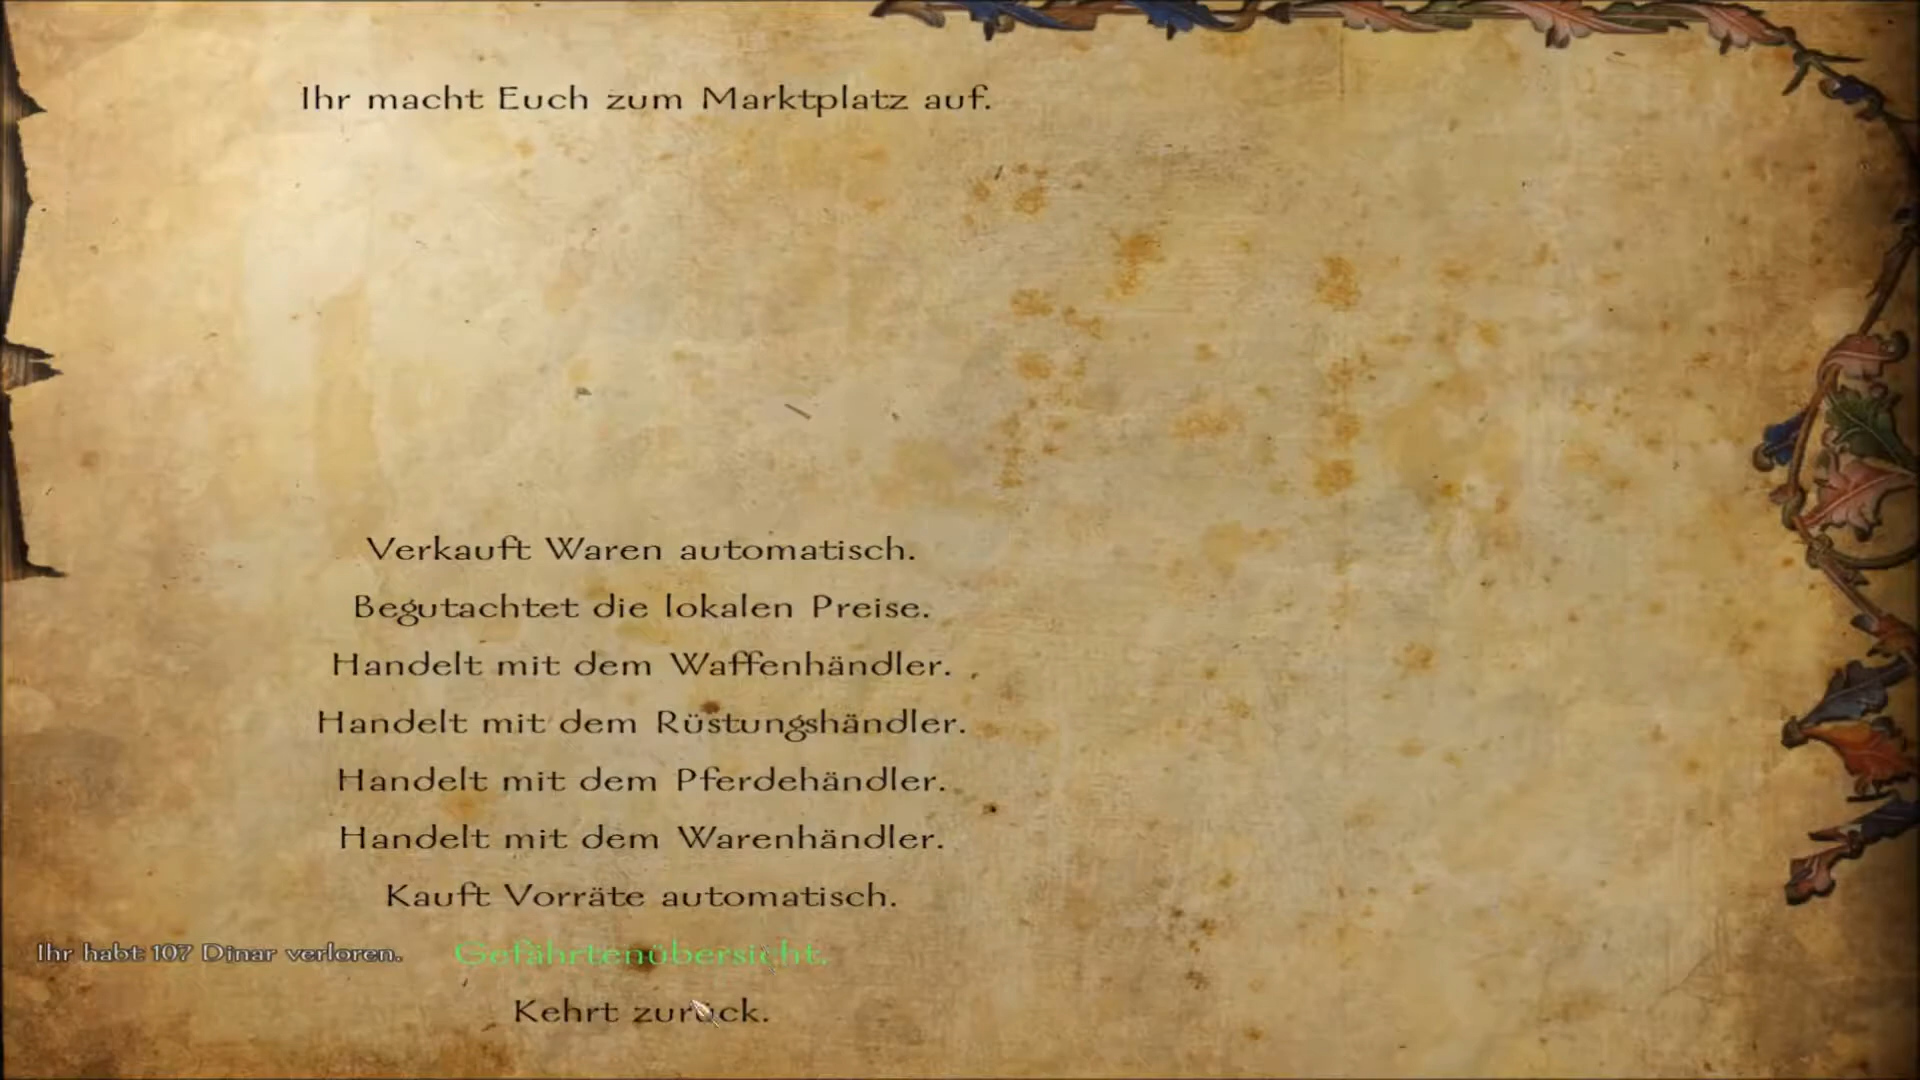 Ihr macht Euch zum Marktplatz auf.
Verkauft Waren automatisch.
Begutachtet die lokalen Preise.
Handelt mit dem Waffenhändler.
Handelt mit dem Rüstungshändler.
Handelt mit dem Pferdehändler.
Handelt mit dem Warenhändler.
Kauft Vorräte automatisch.
Ihr habt 107 Dinar verloren.
Gefährtenübersicht.
Kehrt zurück.